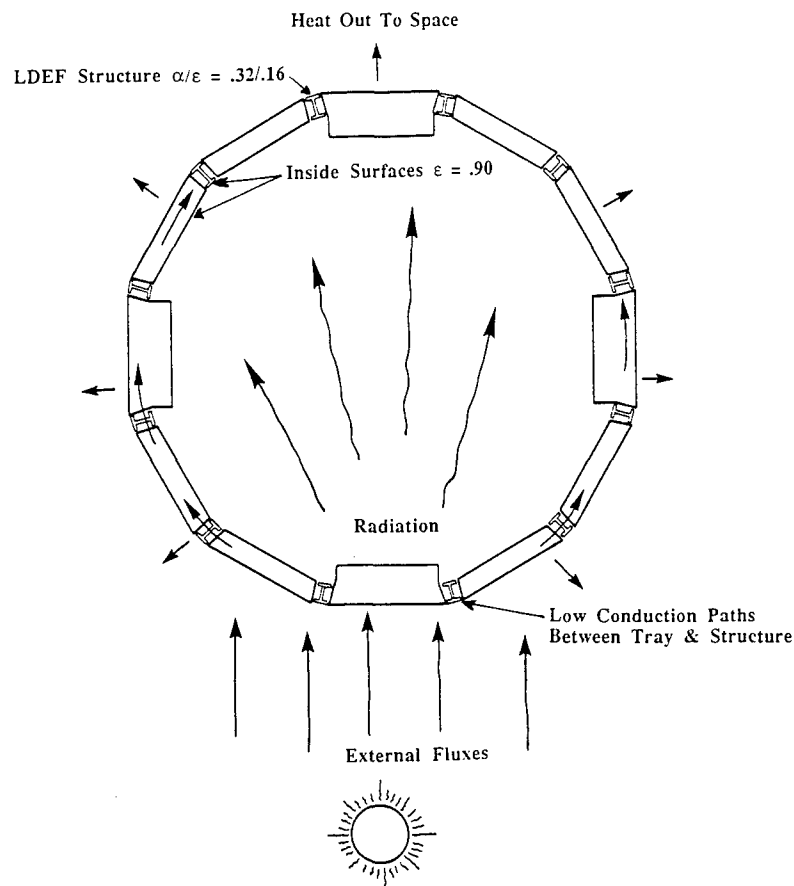 Heat Out To Space
LDEF Structure α/ε = .32/.16
Inside Surfaces ε = .90
Radiation
Low Conduction Paths
Between Tray & Structure
External Fluxes